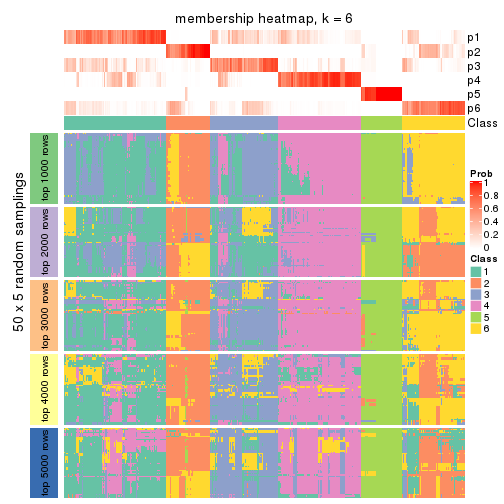 membership heatmap, k = 6
p1
p2
p3
p4
p5
p6
Class
50 x 5 random samplings
top 1000 rows
top 2000 rows
top 3000 rows
top 4000 rows
top 5000 rows
Prob
1
0.8
0.6
0.4
0.2
0
Class
1
2
3
4
5
6